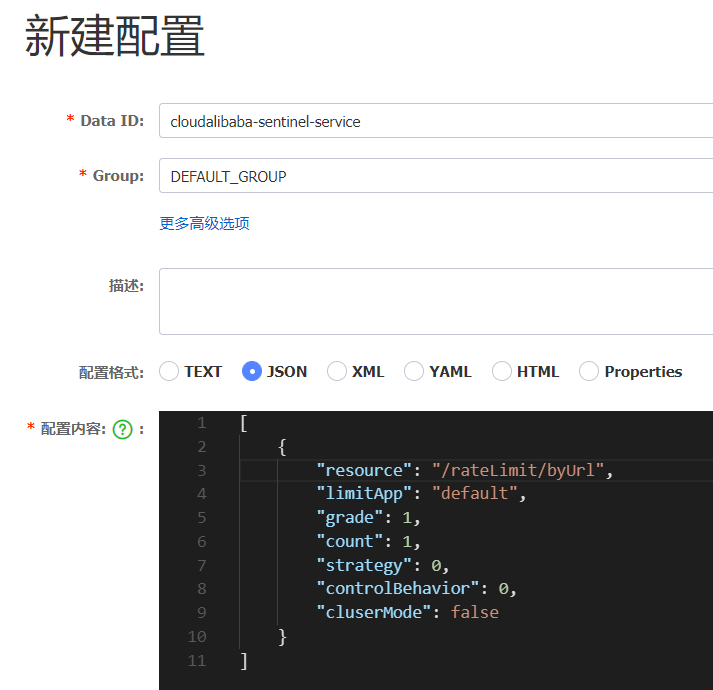 新建配置
* Data ID: cloudalibaba-sentinel-service
* Group: DEFAULT_GROUP
更多高级选项
描述:
配置格式: TEXT JSON XML YAML HTML Properties
* 配置内容: ? :
1 [
2 {
3 "resource": "/rateLimit/byUrl",
4 "limitApp": "default",
5 "grade": 1,
6 "count": 1,
7 "strategy": 0,
8 "controlBehavior": 0,
9 "cluserMode": false
10 }
11 ]